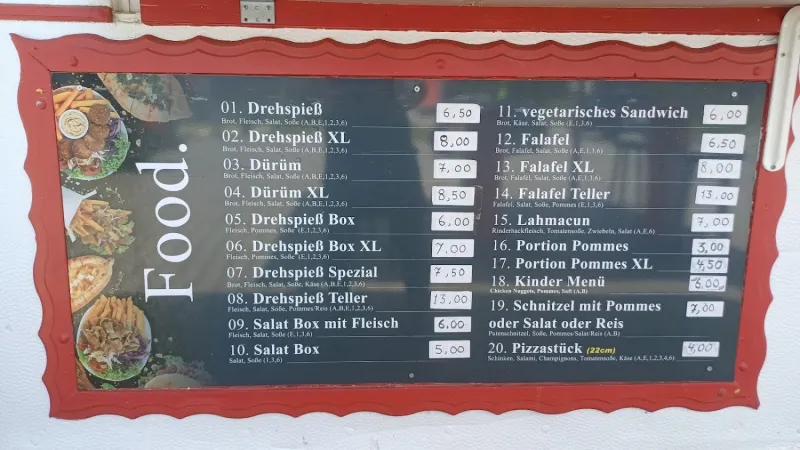 Food.
01. Drehspieß 6,50
Brot, Fleisch, Salat, Soße (A,B,E,1,2,3,6)
02. Drehspieß XL 8,00
Brot, Fleisch, Salat, Soße (A,B,E,1,2,3,6)
03. Dürüm 7,00
Brot, Fleisch, Salat, Soße (A,B,E,1,2,3,6)
04. Dürüm XL 8,50
Brot, Fleisch, Salat, Soße (A,B,E,1,2,3,6)
05. Drehspieß Box 6,00
Fleisch, Pommes, Soße (E,1,2,3,6)
06. Drehspieß Box XL 7,00
Fleisch, Pommes, Soße (E,1,2,3,6)
07. Drehspieß Spezial 7,50
Brot, Fleisch, Salat, Soße, Käse (A,B,E,1,2,3,6)
08. Drehspieß Teller 13,00
Fleisch, Salat, Soße, Pommes/Reis (A,B,E,1,2,3,6)
09. Salat Box mit Fleisch 6,00
Fleisch, Salat, Soße (E,1,3,6)
10. Salat Box 5,00
Salat, Soße (1,3,6)
11. vegetarisches Sandwich 6,00
Brot, Käse, Salat, Soße (E,1,3,6)
12. Falafel 6,50
Brot, Falafel, Salat, Soße (A,E,1,3,6)
13. Falafel XL 8,00
Brot, Falafel, Salat, Soße (A,E,1,3,6)
14. Falafel Teller 13,00
Falafel, Salat, Soße, Pommes (E,1,3,6)
15. Lahmacun 7,00
Rinderhackfleisch, Tomatensoße, Zwiebeln, Salat (A,E,6)
16. Portion Pommes 3,00
17. Portion Pommes XL 4,50
18. Kinder Menü 6,00
Chicken Nuggets, Pommes, Saft (A,B)
19. Schnitzel mit Pommes 7,00
oder Salat oder Reis
Putenschnitzel, Soße, Pommes/Salat/Reis (A,B)
20. Pizzastück (22cm) 4,00
Schinken, Salami, Champignons, Tomatensoße, Käse (A,E,1,2,3,4,6)